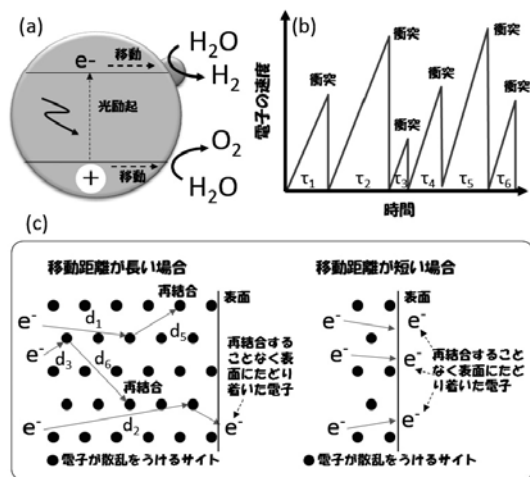 (a)
移動
e-
H₂O
H₂
光励起
O₂
+
移動
H₂O
(b)
電子の速度
衝突
衝突
衝突
衝突
衝突
衝突
τ₁
τ₂
τ₃
τ₄
τ₅
τ₆
時間
(c)
移動距離が長い場合
再結合
表面
e⁻
d₁
d₅
e⁻
d₃
d₆
再結合
e⁻
d₂
e⁻
再結合する
ことなく表
面にたどり
着いた電子
●電子が散乱をうけるサイト
移動距離が短い場合
表面
e⁻
e⁻
e⁻
e⁻
e⁻
e⁻
再結合すること
なく表面にたど
り着いた電子
●電子が散乱をうけるサイト